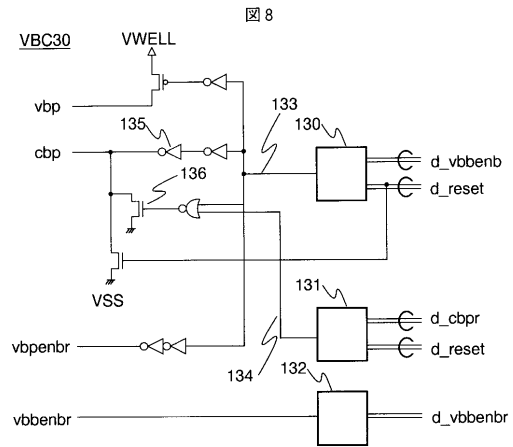 図8
VBC30
VWELL
vbp
133
135
130
cbp
d_vbbenb
136
d_reset
VSS
131
d_cbpr
vbpenbr
d_reset
134
132
vbbenbr
d_vbbenbr